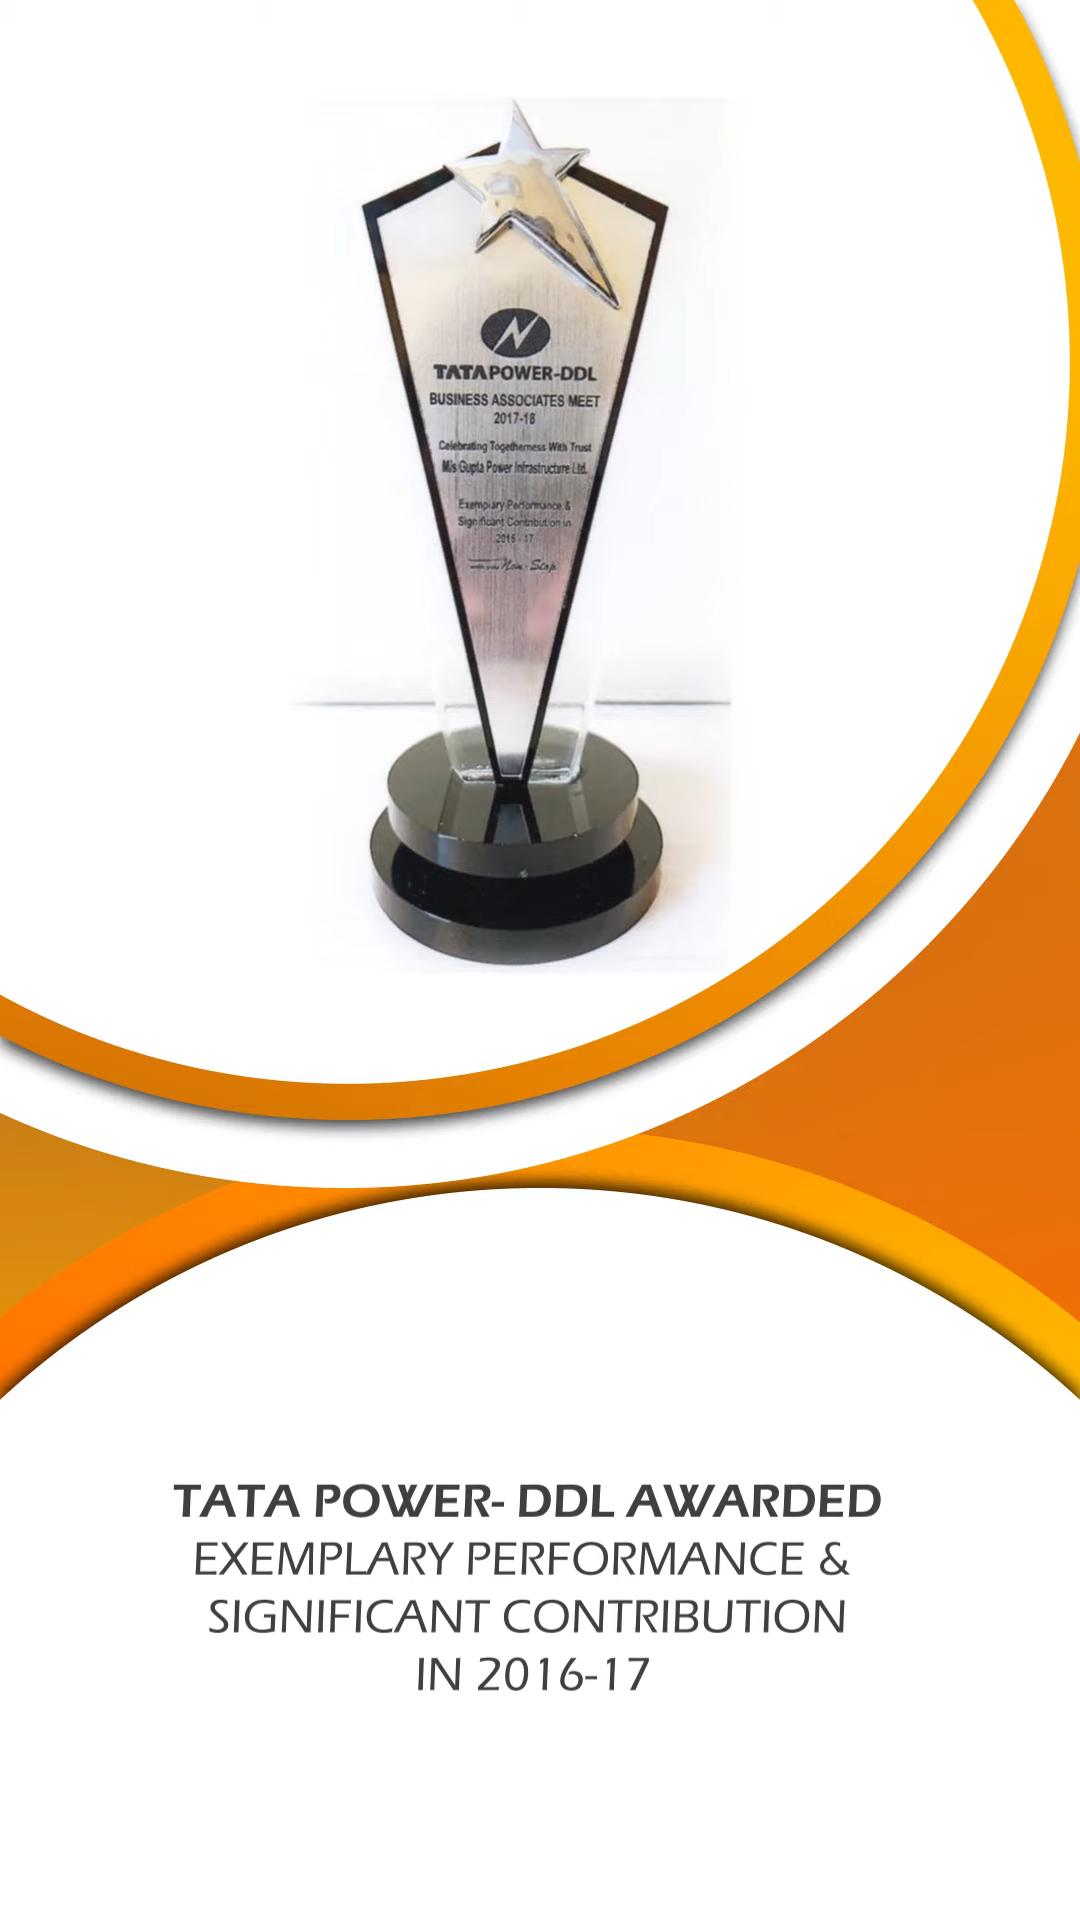 TATA POWER-DDL
BUSINESS ASSOCIATES MEET
2017-18
Celebrating Togetherness With Trust
M/s Gupta Power Infrastructure Ltd.
Exemplary Performance &
Significant Contribution in
2016 - 17
Non-Stop
TATA POWER- DDL AWARDED
EXEMPLARY PERFORMANCE &
SIGNIFICANT CONTRIBUTION
IN 2016-17